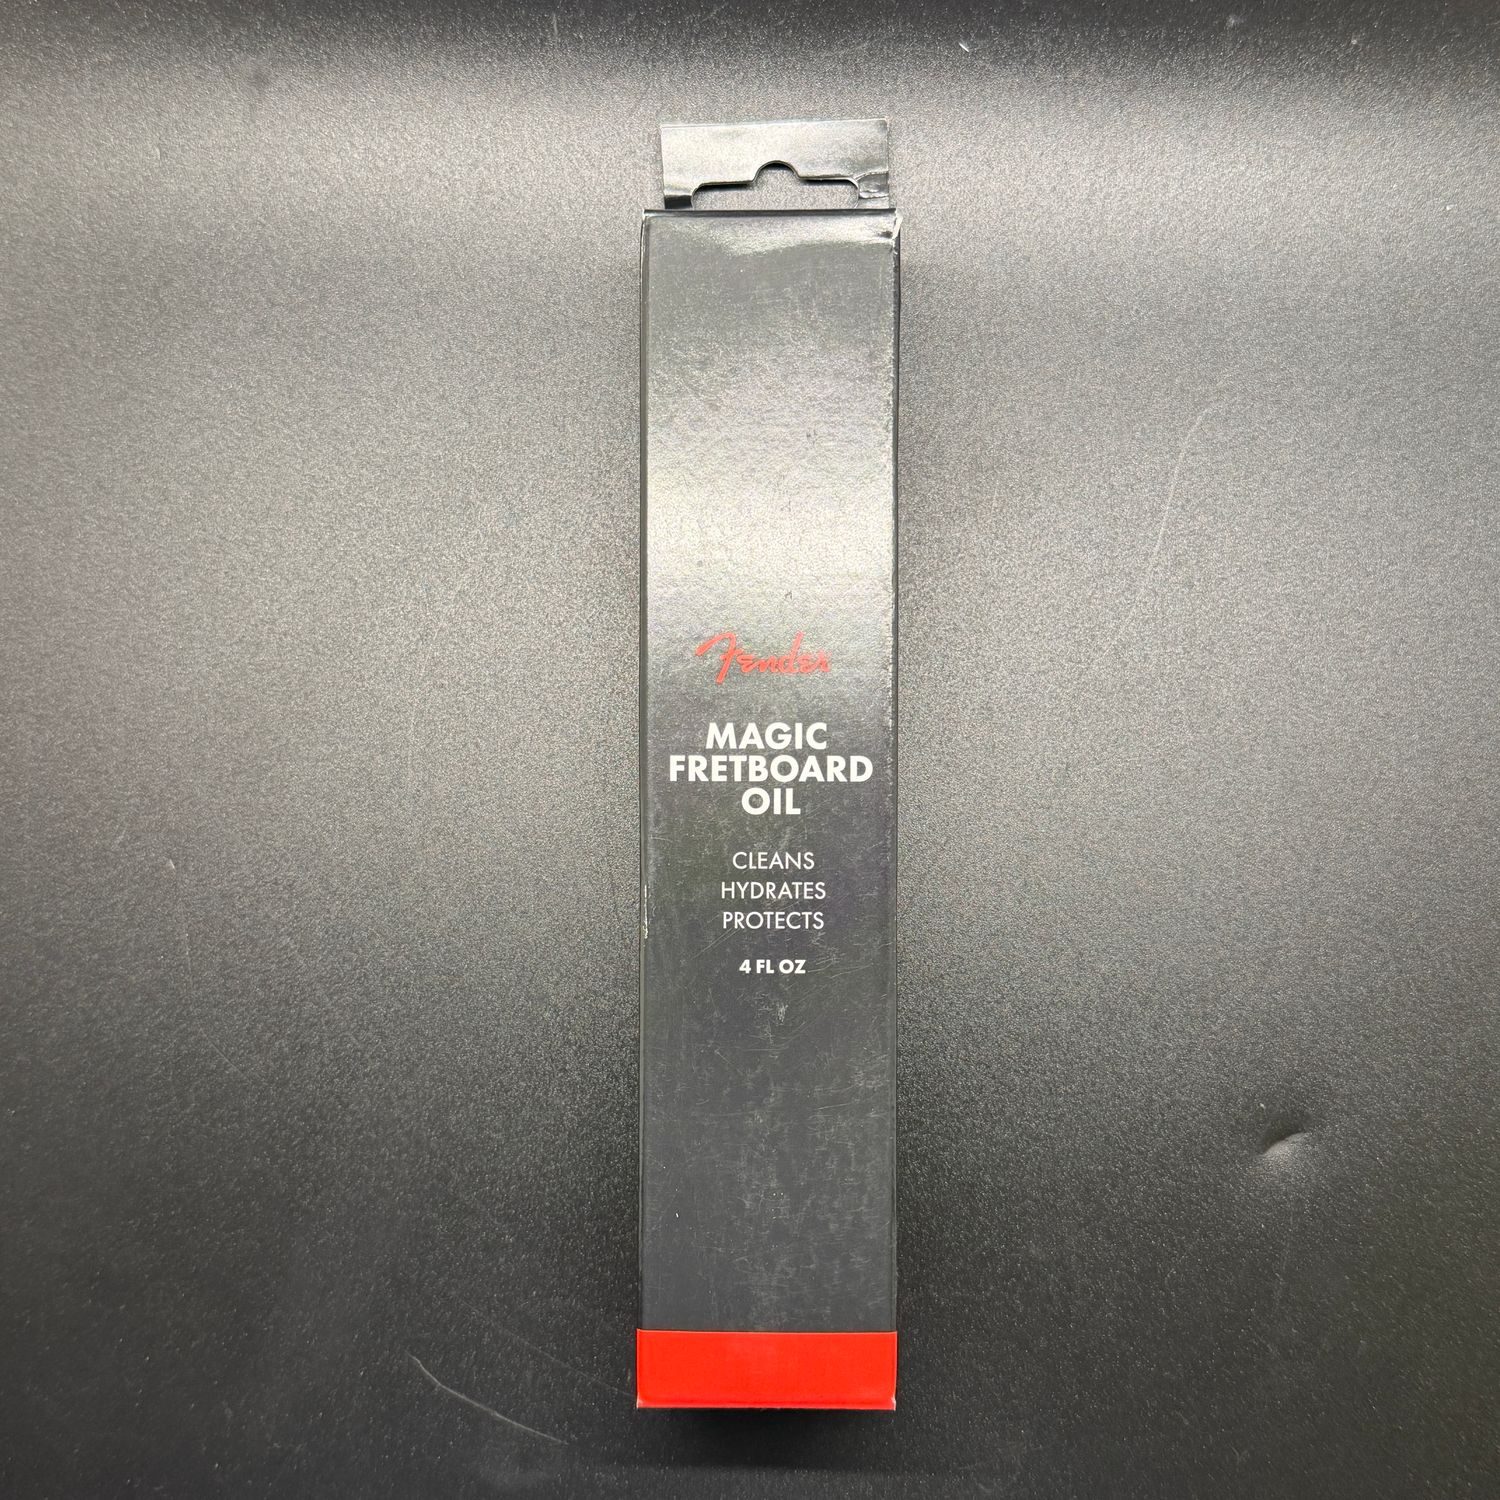 Fender
MAGIC
FRETBOARD
OIL
CLEANS
HYDRATES
PROTECTS
4 FL OZ